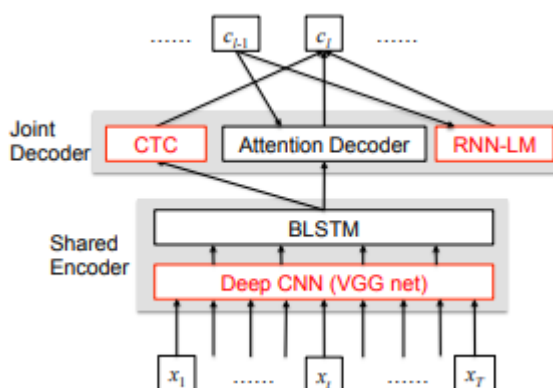 ...... c_{l-1} c_l ......
Joint Decoder
CTC Attention Decoder RNN-LM
Shared Encoder
BLSTM
Deep CNN (VGG net)
x_1 ...... x_t ...... x_T